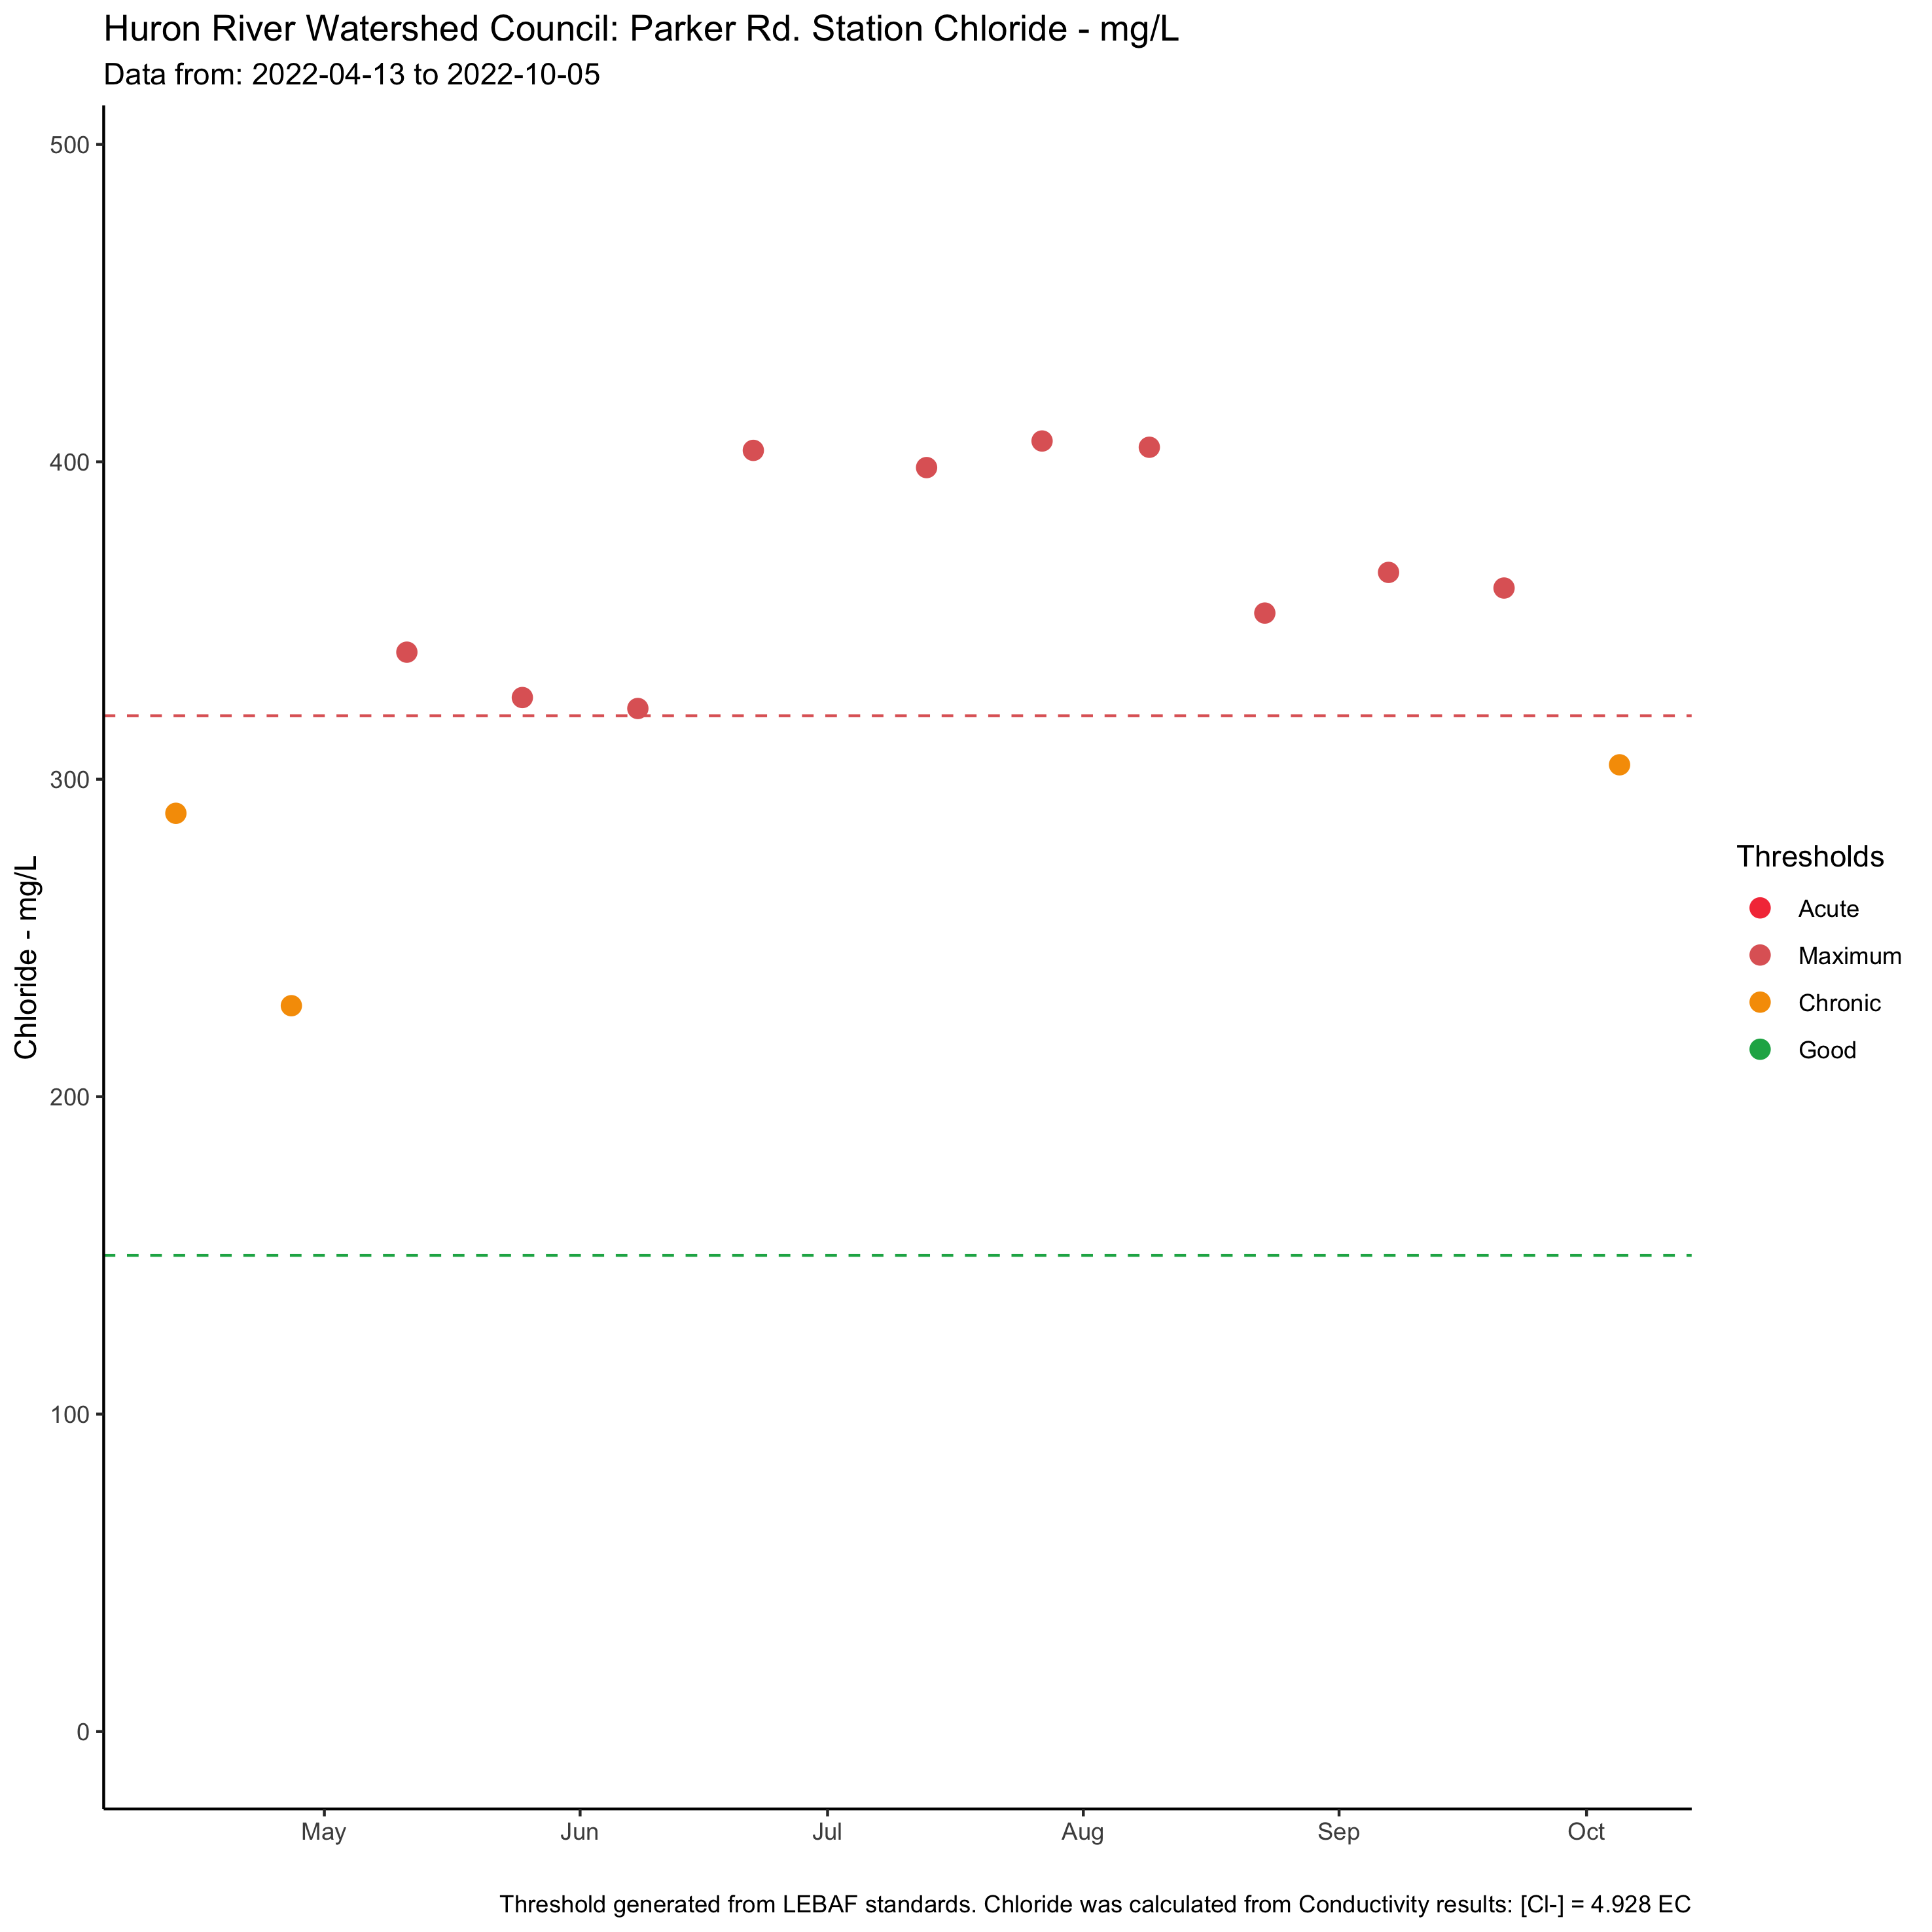 Huron River Watershed Council: Parker Rd. Station Chloride - mg/L
Data from: 2022-04-13 to 2022-10-05
500
400
300
200
100
0
Chloride - mg/L
May Jun Jul Aug Sep Oct
Thresholds
Acute
Maximum
Chronic
Good
Threshold generated from LEBAF standards. Chloride was calculated from Conductivity results: [Cl-] = 4.928 EC